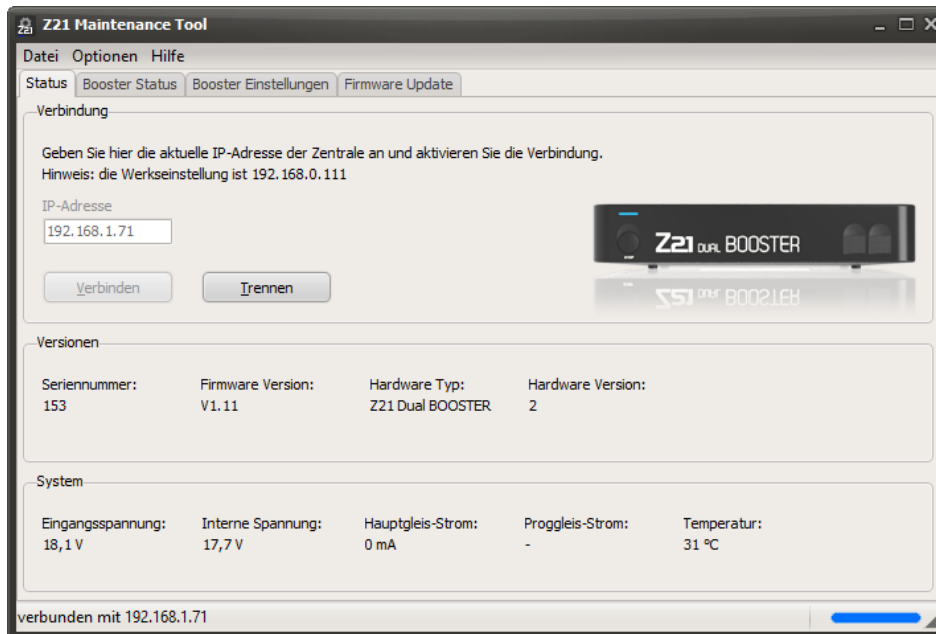 Z21 Z21 Maintenance Tool
Datei Optionen Hilfe
Status Booster Status Booster Einstellungen Firmware Update
Verbindung
Geben Sie hier die aktuelle IP-Adresse der Zentrale an und aktivieren Sie die Verbindung.
Hinweis: die Werkseinstellung ist 192.168.0.111
IP-Adresse
192.168.1.71
Verbinden Trennen
Z21 DUAL BOOSTER
STOP
Versionen
Seriennummer: Firmware Version: Hardware Typ: Hardware Version:
153 V1.11 Z21 Dual BOOSTER 2
System
Eingangsspannung: Interne Spannung: Hauptgleis-Strom: Proggleis-Strom: Temperatur:
18,1 V 17,7 V 0 mA - 31 °C
verbunden mit 192.168.1.71